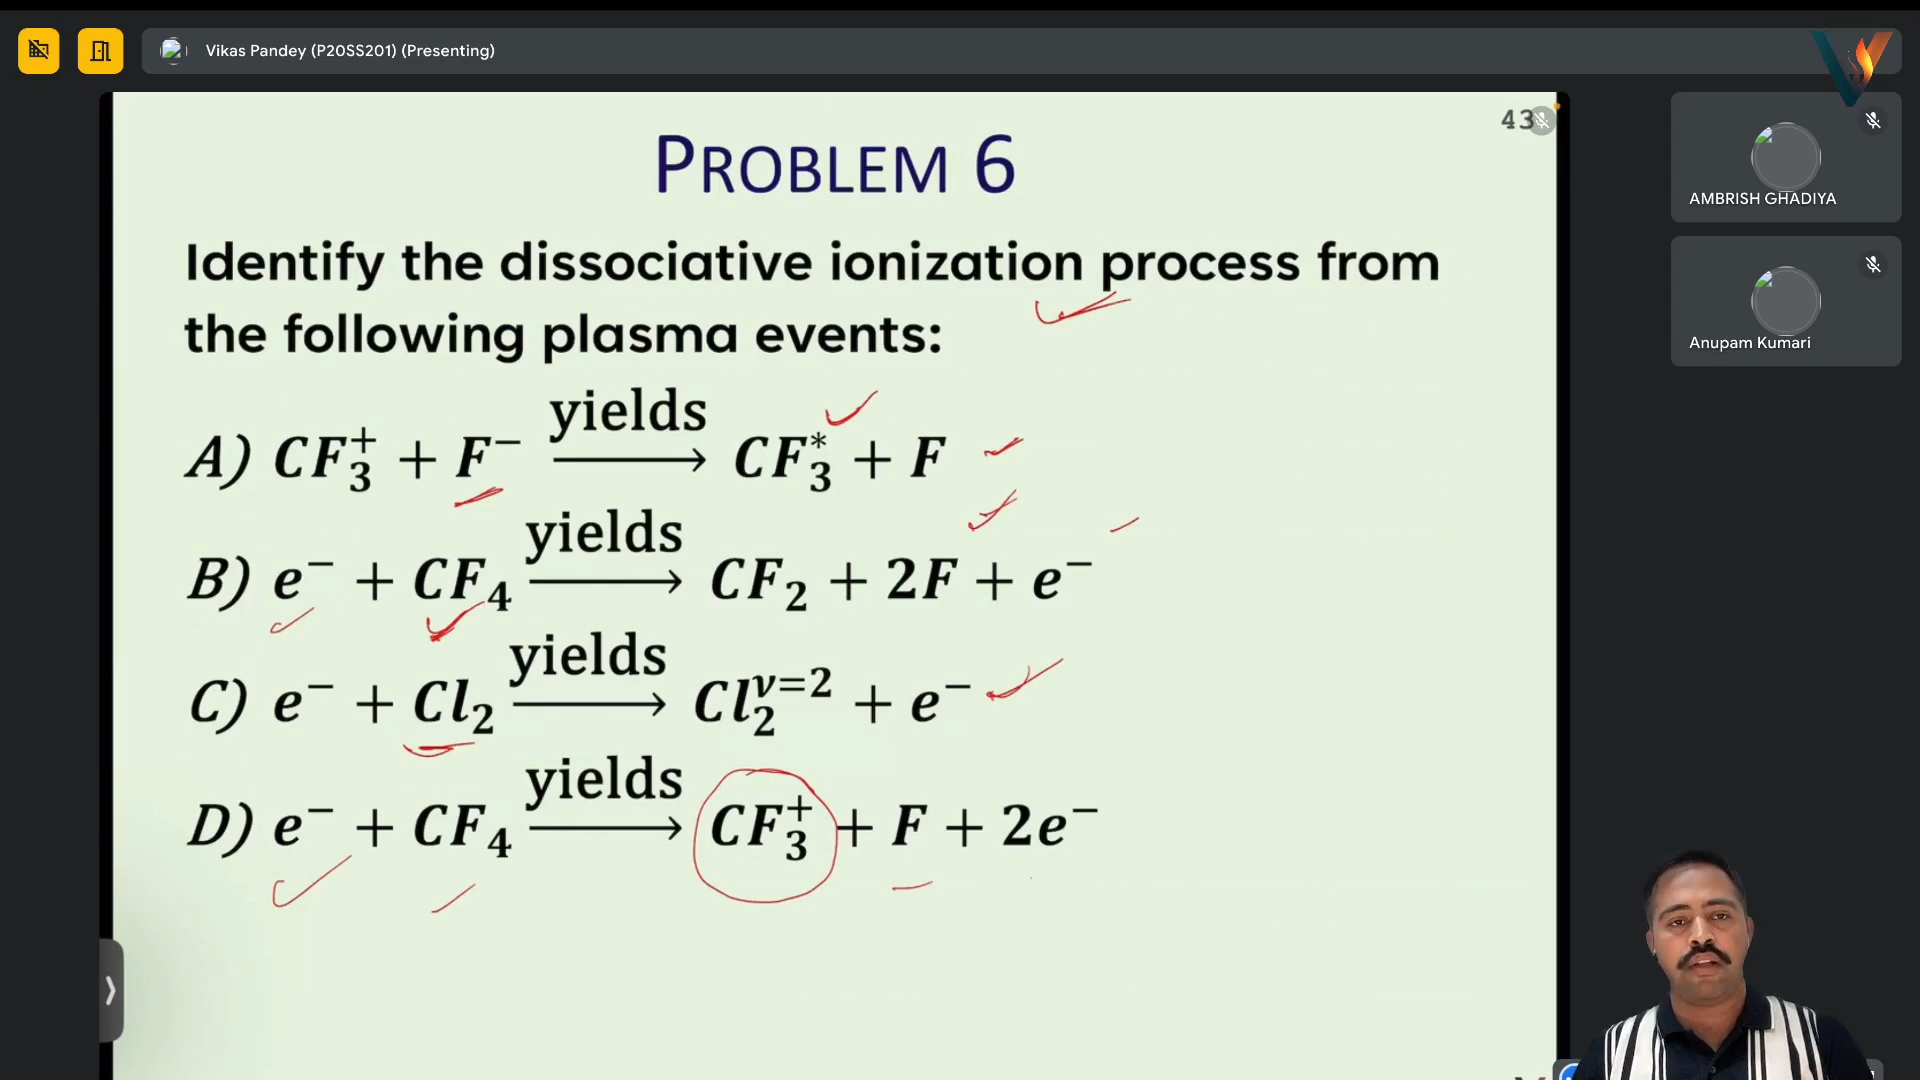 Vikas Pandey (P20SS201) (Presenting)
43
PROBLEM 6
Identify the dissociative ionization process from
the following plasma events:
A) CF₃⁺ + F⁻ yields → CF₃* + F
B) e⁻ + CF₄ yields → CF₂ + 2F + e⁻
C) e⁻ + Cl₂ yields → Cl₂^{ν=2} + e⁻
D) e⁻ + CF₄ yields → CF₃⁺ + F + 2e⁻
AMBRISH GHADIYA
Anupam Kumari